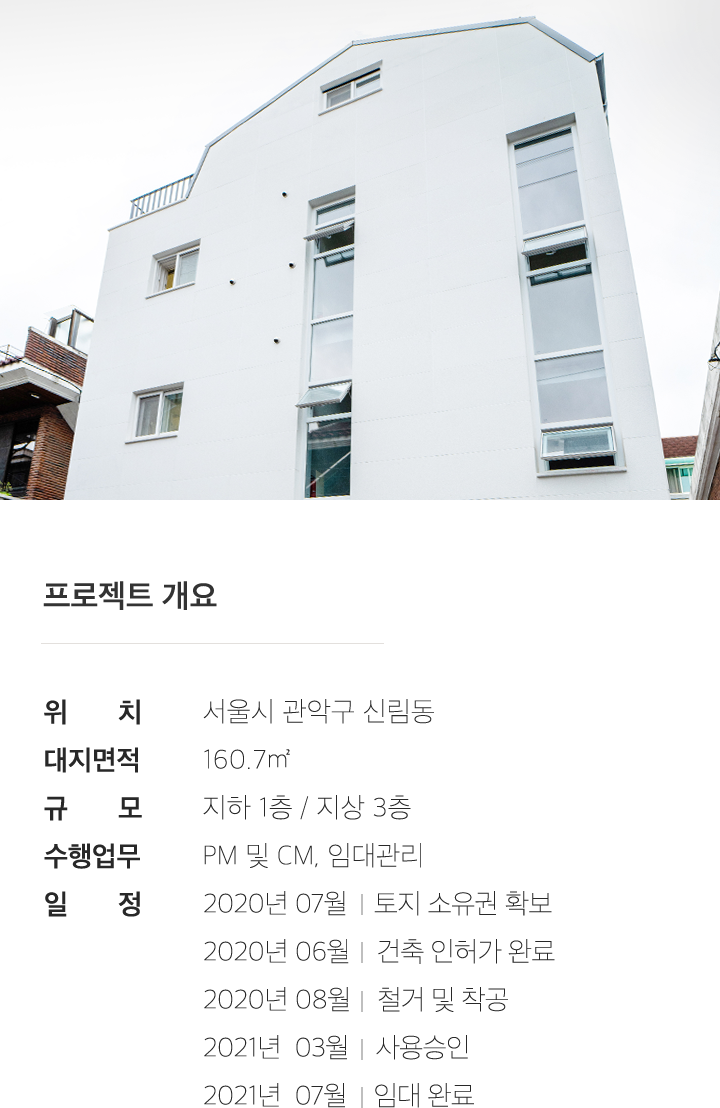 프로젝트 개요
위 치 서울시 관악구 신림동
대지면적 160.7㎡
규 모 지하 1층 / 지상 3층
수행업무 PM 및 CM, 임대관리
일 정 2020년 07월 | 토지 소유권 확보
2020년 06월 | 건축 인허가 완료
2020년 08월 | 철거 및 착공
2021년 03월 | 사용승인
2021년 07월 | 임대 완료